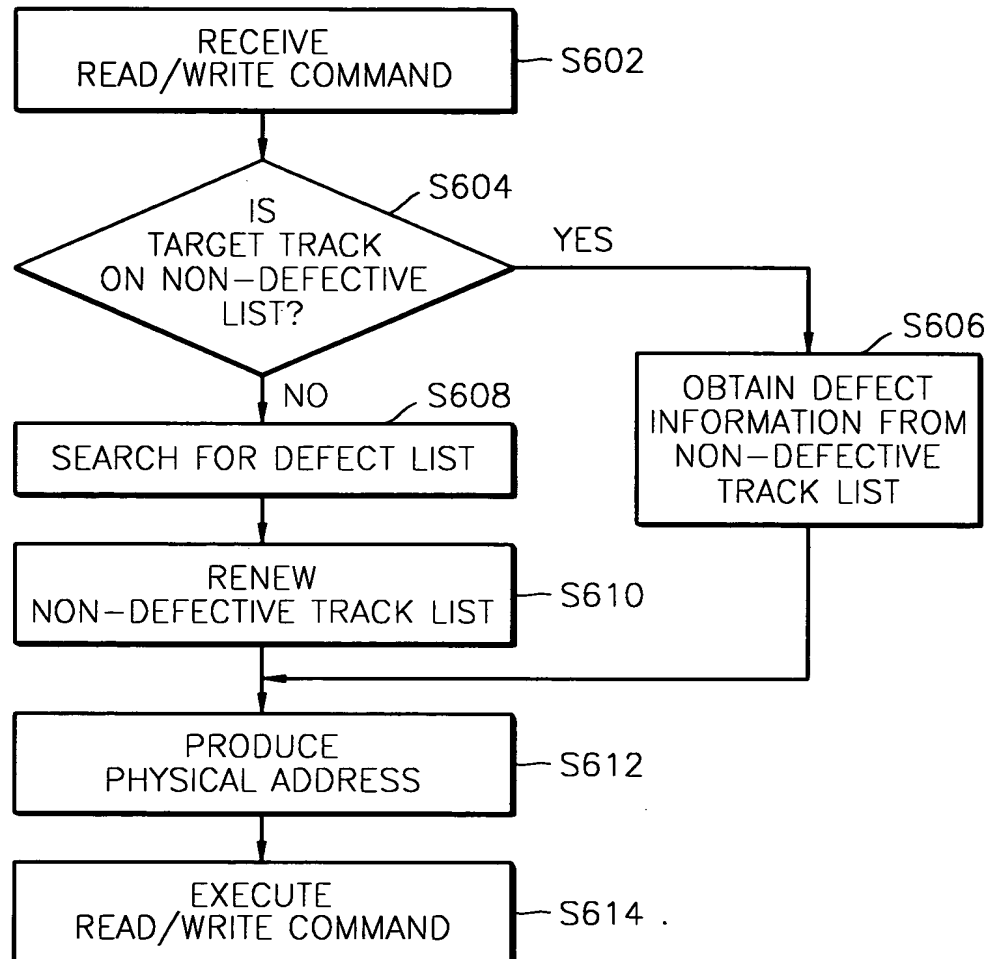 RECEIVE
READ/WRITE COMMAND
S602
S604
IS
TARGET TRACK
ON NON-DEFECTIVE
LIST?
YES
S606
OBTAIN DEFECT
INFORMATION FROM
NON-DEFECTIVE
TRACK LIST
NO
S608
SEARCH FOR DEFECT LIST
RENEW
NON-DEFECTIVE TRACK LIST
S610
PRODUCE
PHYSICAL ADDRESS
S612
EXECUTE
READ/WRITE COMMAND
S614